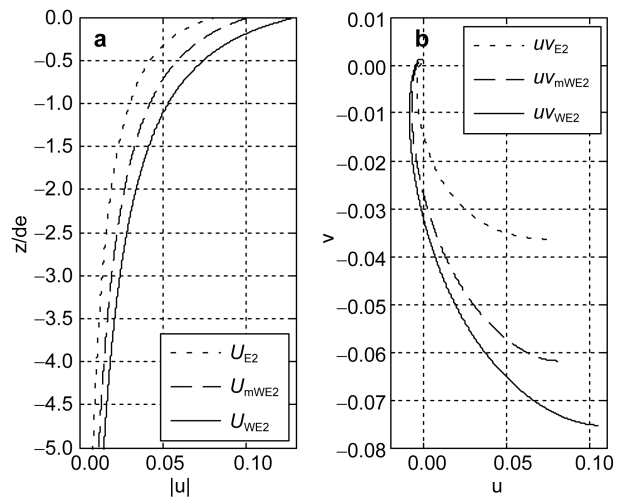 a
0.0
−0.5
−1.0
−1.5
−2.0
−2.5
−3.0
−3.5
−4.0
−4.5
−5.0
z/de
0.00 0.05 0.10
|u|
U_E2
U_mWE2
U_WE2
b
0.01
0.00
−0.01
−0.02
−0.03
−0.04
−0.05
−0.06
−0.07
−0.08
v
0.00 0.05 0.10
u
uv_E2
uv_mWE2
uv_WE2